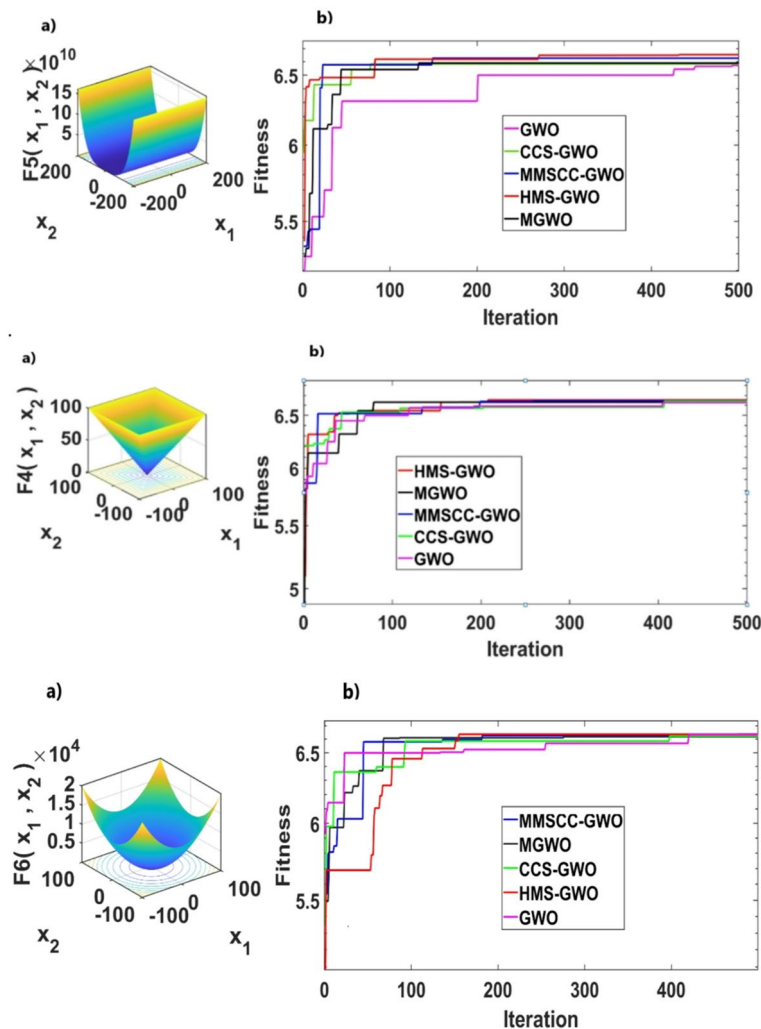 a)
b)
F5( x1 , x2 )
×10^10
15
10
5
200
0
-200
-200
0
200
x2
x1
Fitness
6.5
6
5.5
GWO
CCS-GWO
MMSCC-GWO
HMS-GWO
MGWO
0
100
200
300
400
500
Iteration
a)
b)
F4( x1 , x2 )
100
50
0
100
0
-100
-100
0
100
x2
x1
Fitness
6.5
6
5.5
5
HMS-GWO
MGWO
MMSCC-GWO
CCS-GWO
GWO
0
100
200
300
400
500
Iteration
a)
b)
F6( x1 , x2 )
×10^4
2
1.5
1
0.5
100
0
-100
-100
0
100
x2
x1
Fitness
6.5
6
5.5
MMSCC-GWO
MGWO
CCS-GWO
HMS-GWO
GWO
0
100
200
300
400
Iteration